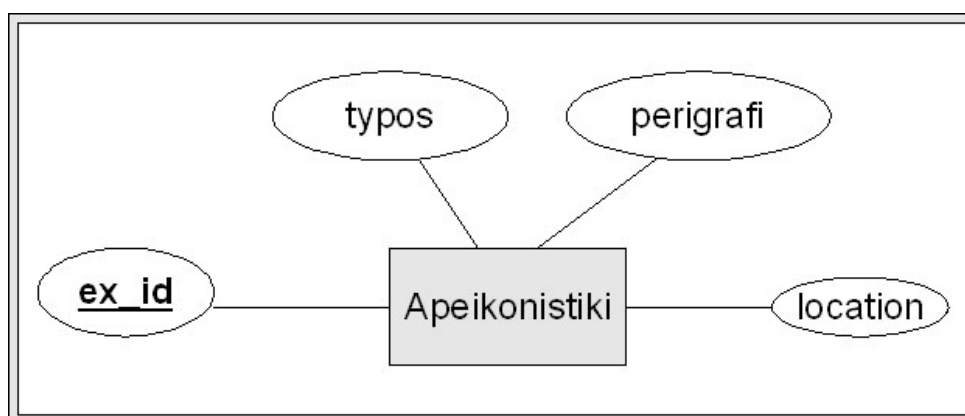 typos
perigrafi
ex_id
Apeikonistiki
location